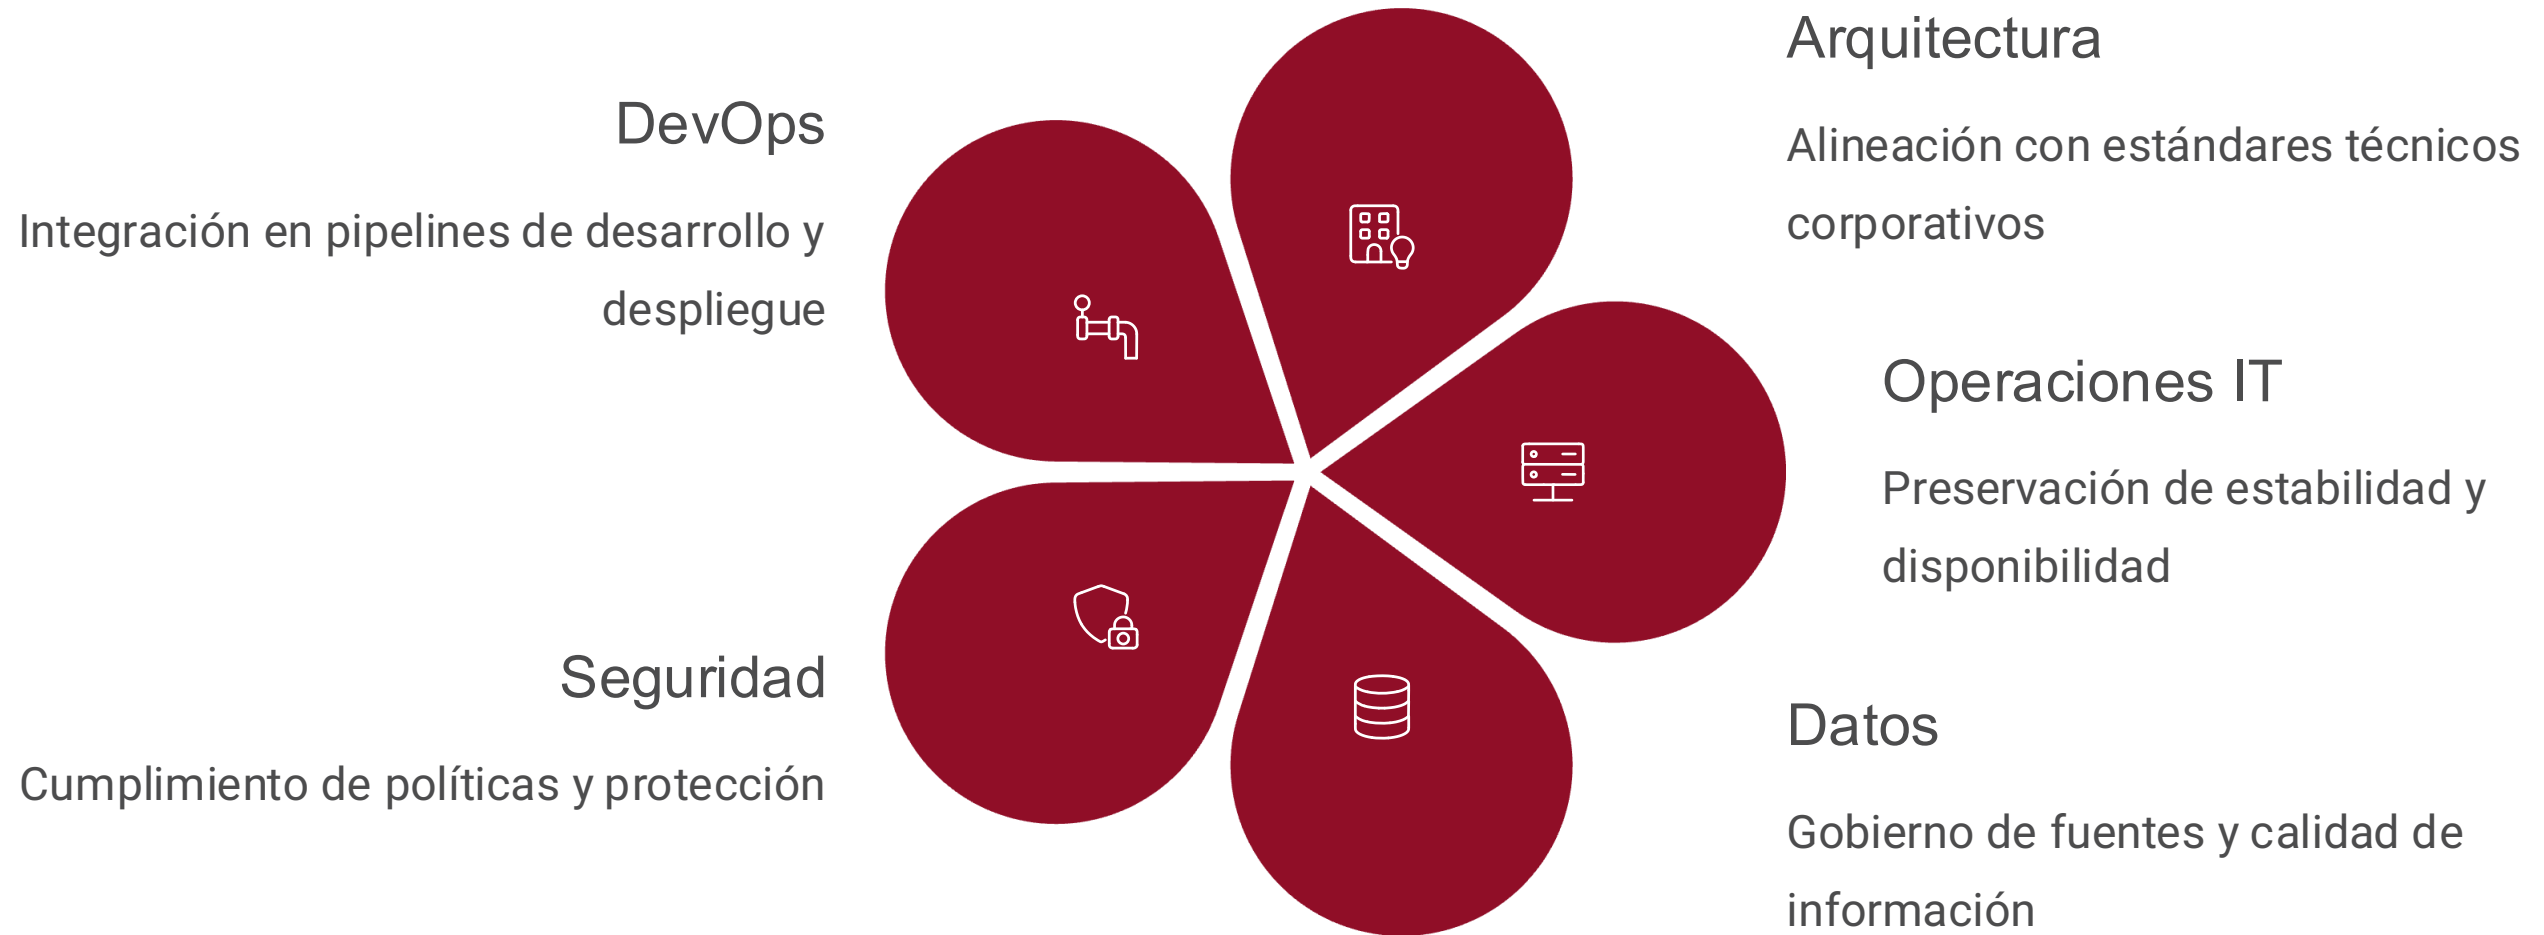 DevOps
Integración en pipelines de desarrollo y
despliegue
Seguridad
Cumplimiento de políticas y protección
Arquitectura
Alineación con estándares técnicos
corporativos
Operaciones IT
Preservación de estabilidad y
disponibilidad
Datos
Gobierno de fuentes y calidad de
información